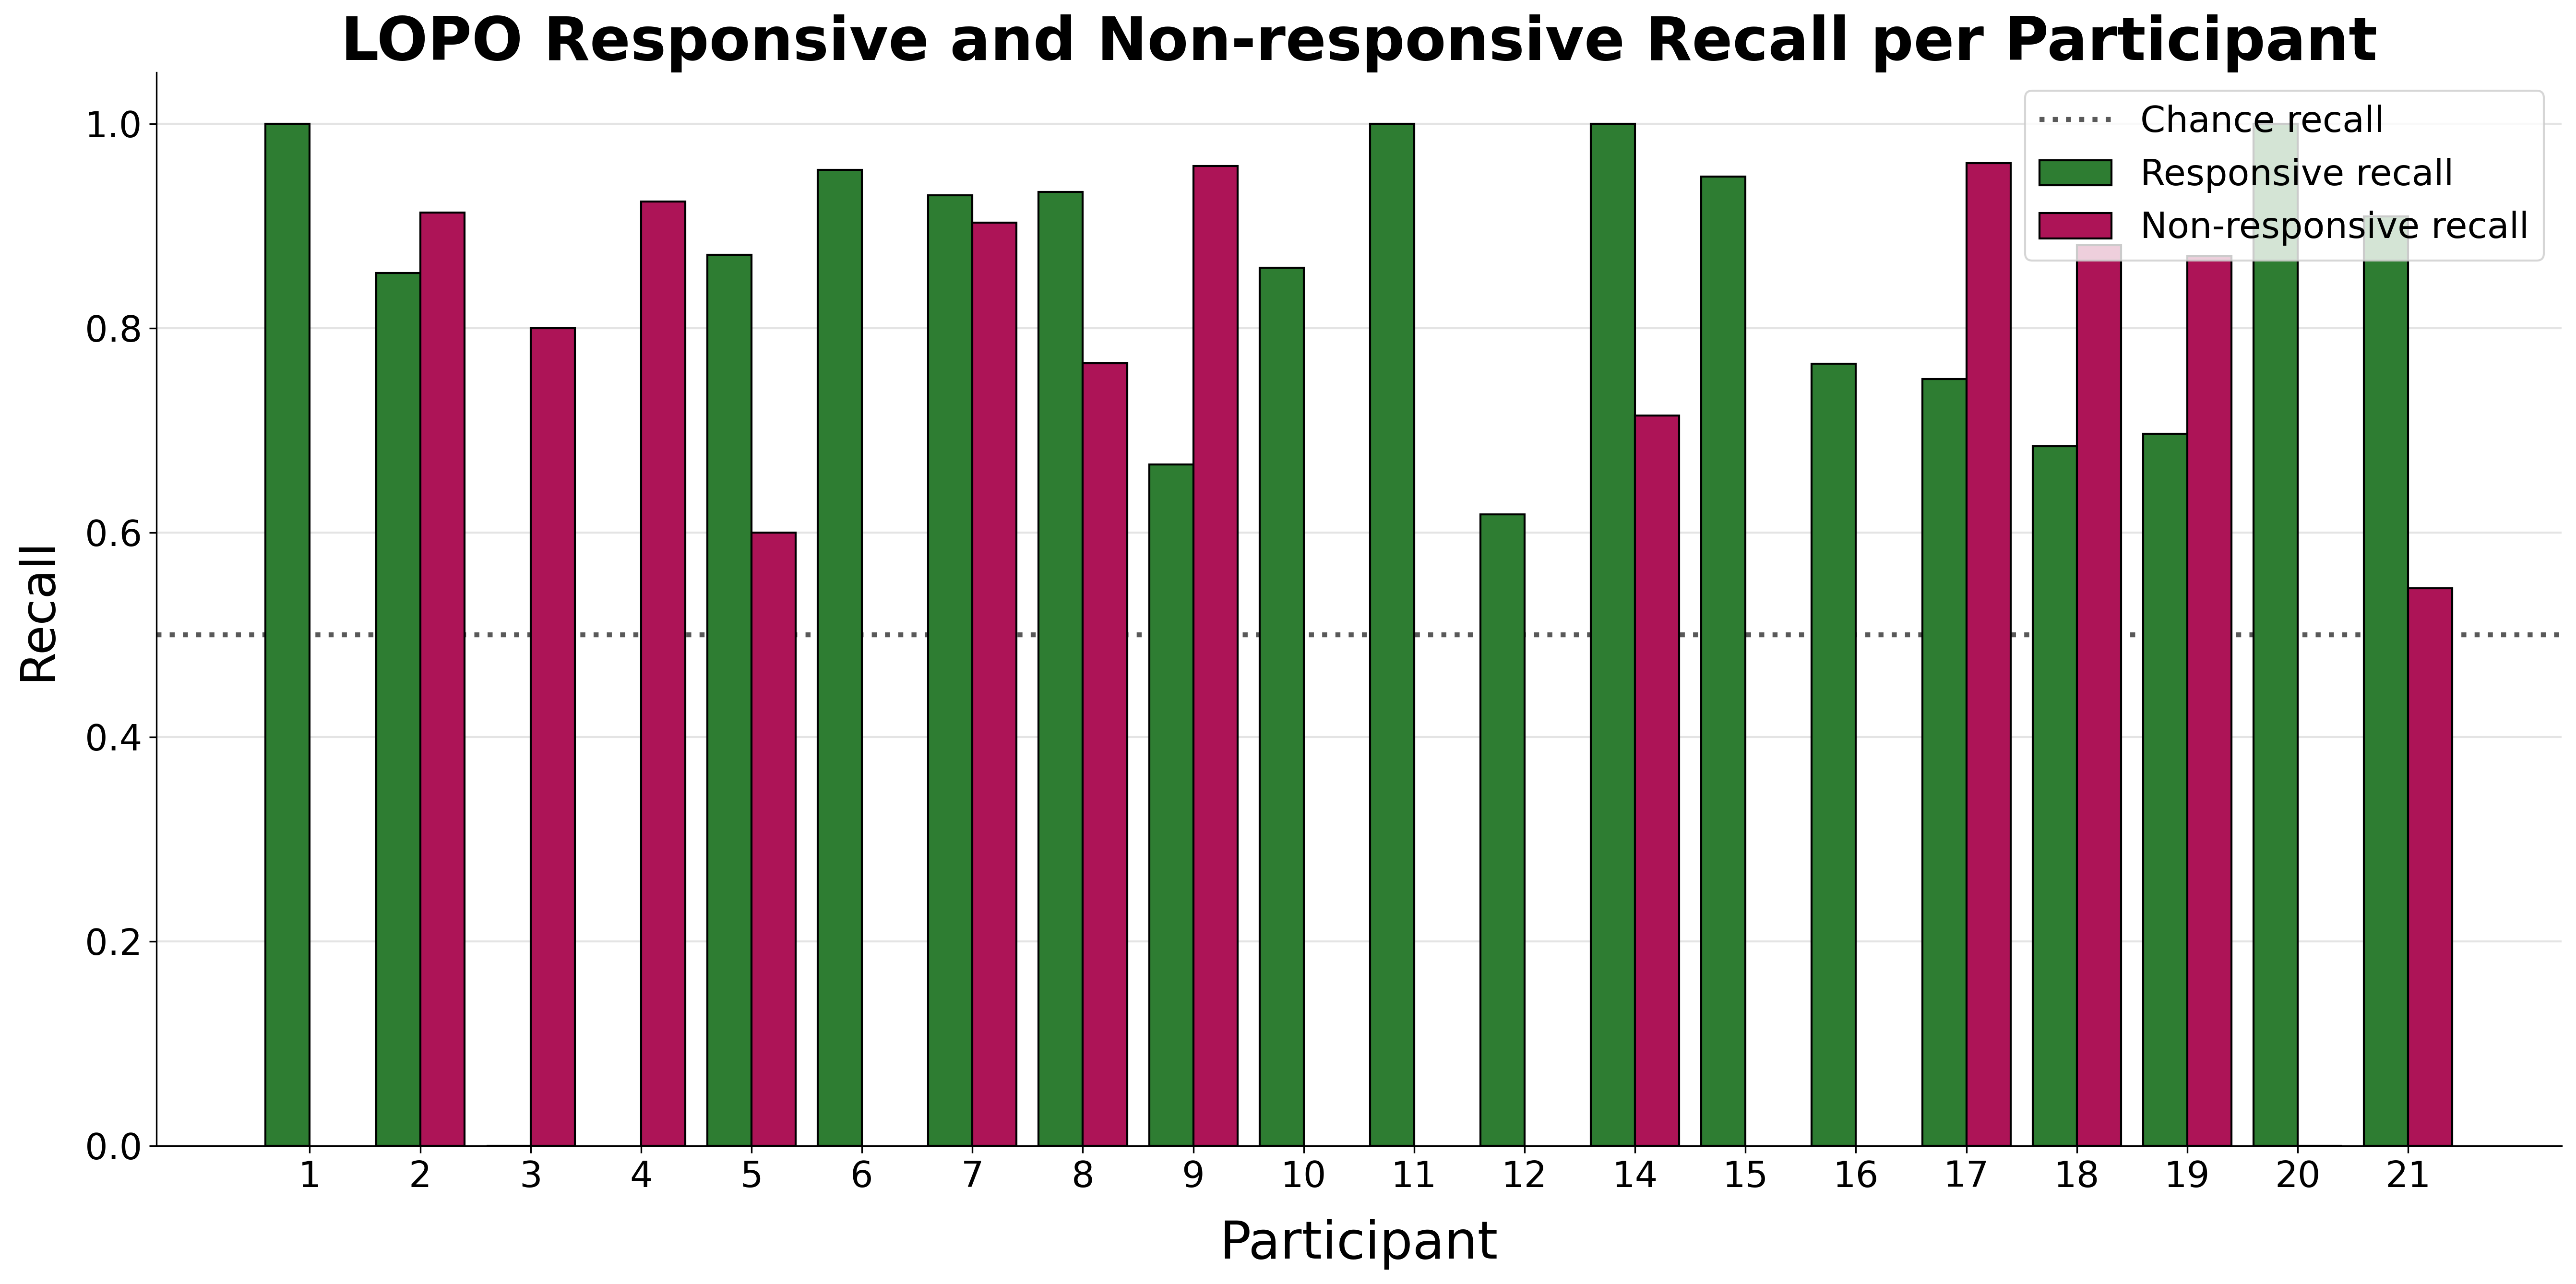 LOPO Responsive and Non-responsive Recall per Participant
Chance recall
Responsive recall
Non-responsive recall
1.0
0.8
0.6
0.4
0.2
0.0
Recall
1 2 3 4 5 6 7 8 9 10 11 12 14 15 16 17 18 19 20 21
Participant